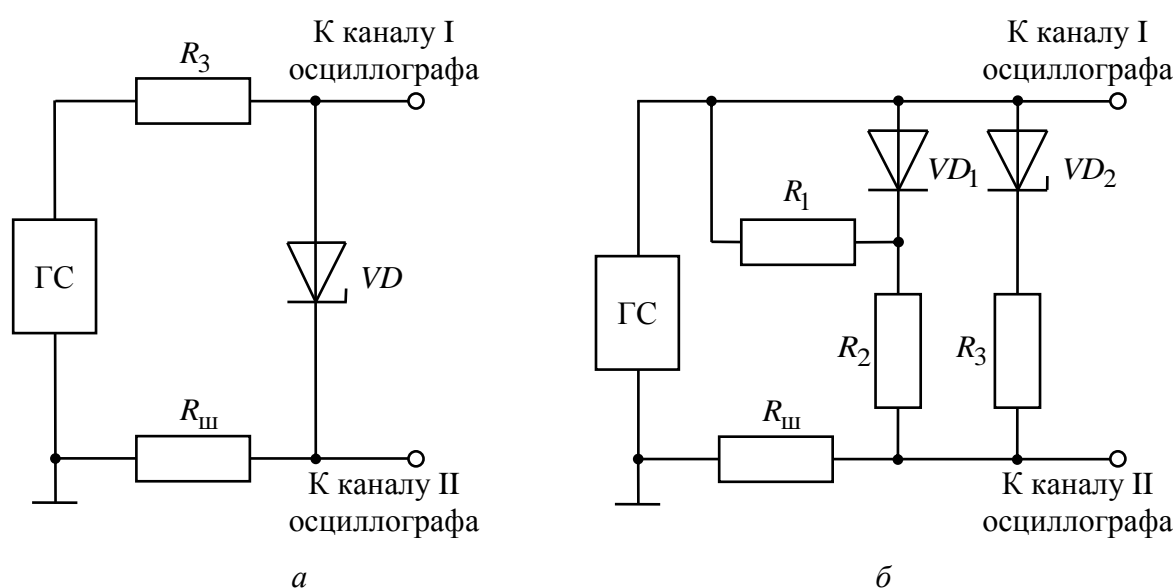 К каналу I
осциллографа
R3
ГС
VD
Rш
К каналу II
осциллографа
а
К каналу I
осциллографа
VD1
VD2
R1
ГС
R2
R3
Rш
К каналу II
осциллографа
б